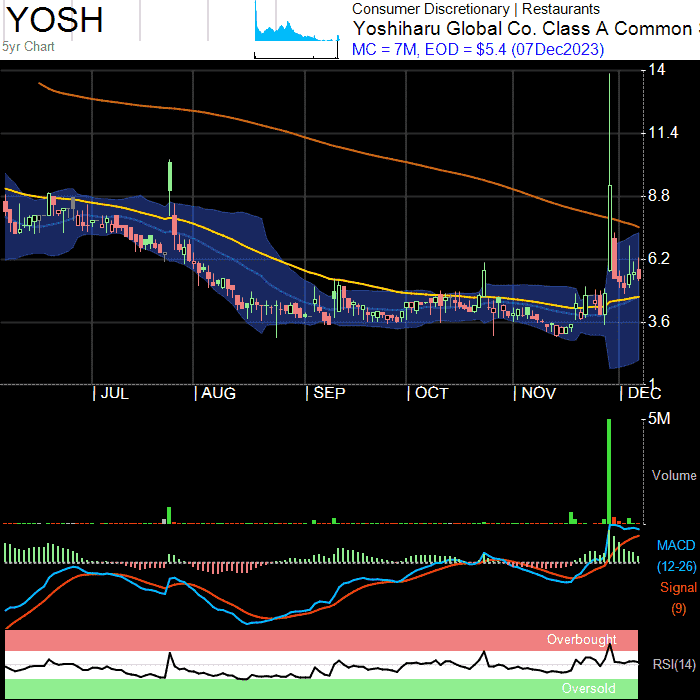 YOSH
5yr Chart
Consumer Discretionary | Restaurants
Yoshiharu Global Co. Class A Common
MC = 7M, EOD = $5.4 (07Dec2023)
14
11.4
8.8
6.2
3.6
1
JUL AUG SEP OCT NOV DEC
5M
Volume
MACD
(12-26)
Signal
(9)
Overbought
RSI(14)
Oversold